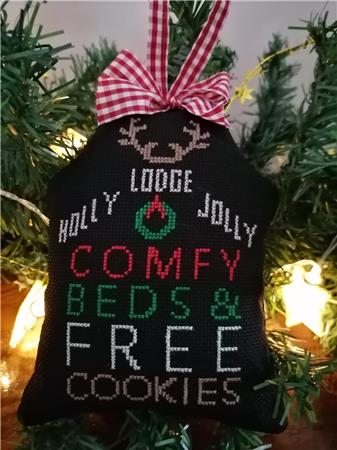 HOLLY LODGE JOLLY
COMFY
BEDS &
FREE
COOKIES